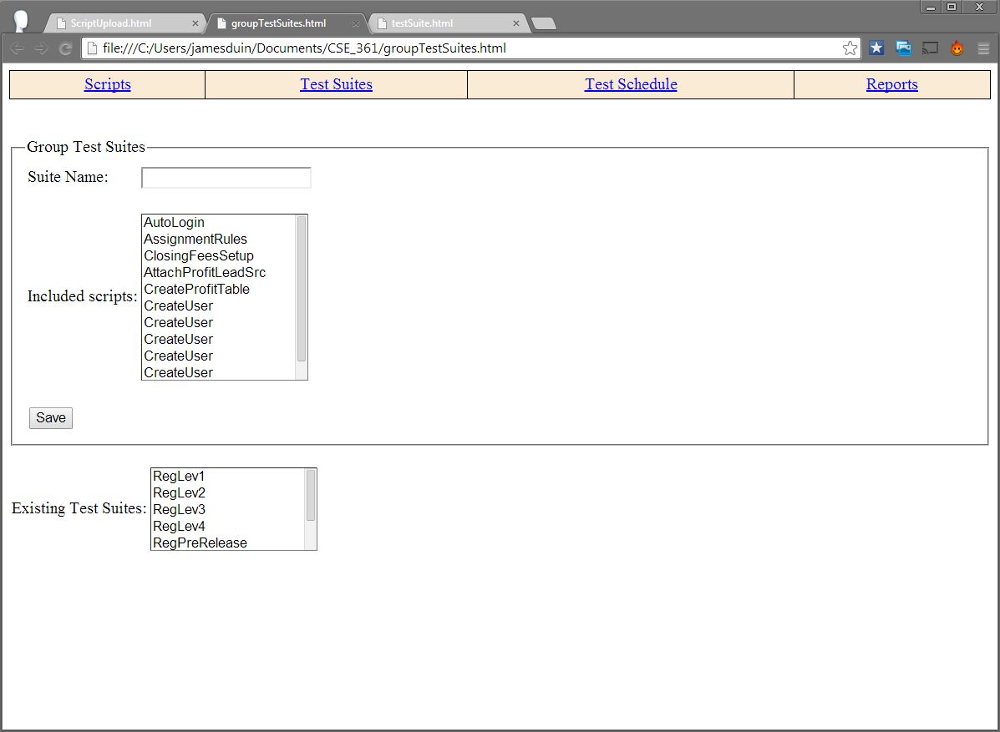 ScriptUpload.html groupTestSuites.html testSuite.html
file:///C:/Users/jamesduin/Documents/CSE_361/groupTestSuites.html
Scripts Test Suites Test Schedule Reports
Group Test Suites
Suite Name:
Included scripts:
AutoLogin
AssignmentRules
ClosingFeesSetup
AttachProfitLeadSrc
CreateProfitTable
CreateUser
CreateUser
CreateUser
CreateUser
CreateUser
Save
Existing Test Suites:
RegLev1
RegLev2
RegLev3
RegLev4
RegPreRelease